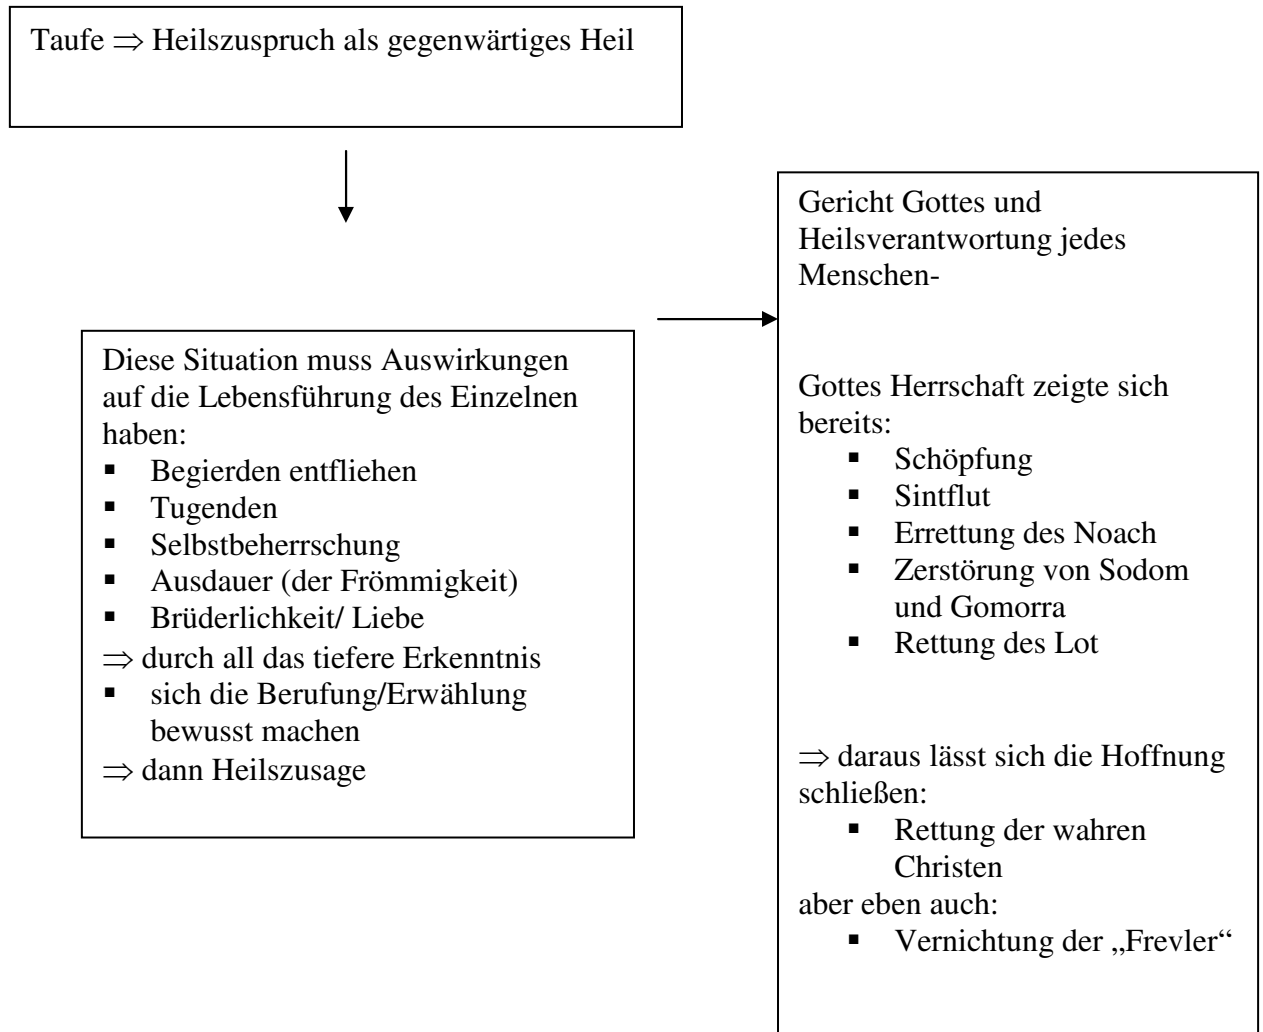 Taufe ⇒ Heilszuspruch als gegenwärtiges Heil
Diese Situation muss Auswirkungen
auf die Lebensführung des Einzelnen
haben:
▪ Begierden entfliehen
▪ Tugenden
▪ Selbstbeherrschung
▪ Ausdauer (der Frömmigkeit)
▪ Brüderlichkeit/ Liebe
⇒ durch all das tiefere Erkenntnis
▪ sich die Berufung/Erwählung
bewusst machen
⇒ dann Heilszusage
Gericht Gottes und
Heilsverantwortung jedes
Menschen-
Gottes Herrschaft zeigte sich
bereits:
▪ Schöpfung
▪ Sintflut
▪ Errettung des Noach
▪ Zerstörung von Sodom
und Gomorra
▪ Rettung des Lot
⇒ daraus lässt sich die Hoffnung
schließen:
▪ Rettung der wahren
Christen
aber eben auch:
▪ Vernichtung der „Frevler“